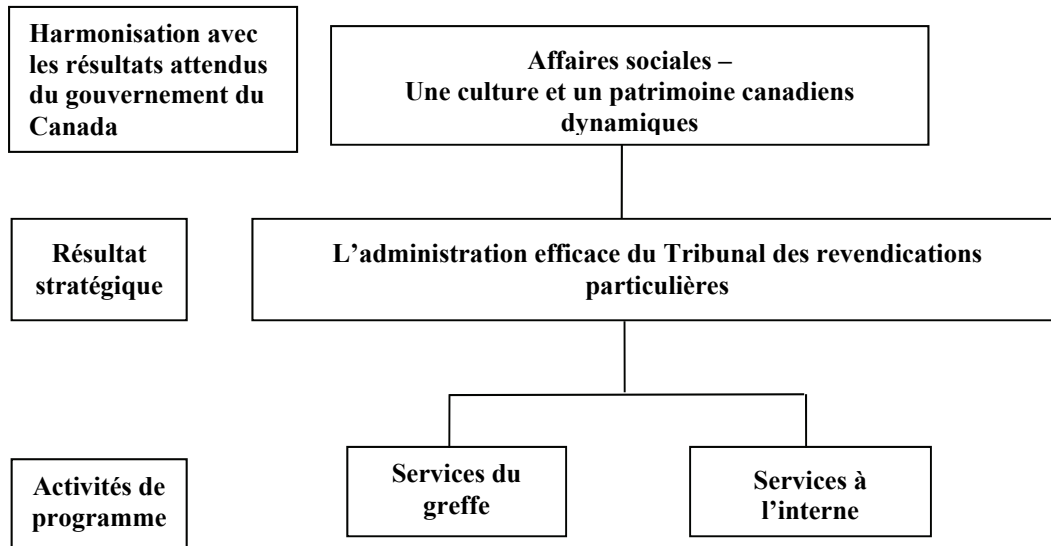 Harmonisation avec
les résultats attendus
du gouvernement du
Canada
Affaires sociales –
Une culture et un patrimoine canadiens
dynamiques
Résultat
stratégique
L’administration efficace du Tribunal des revendications
particulières
Activités de
programme
Services du
greffe
Services à
l’interne